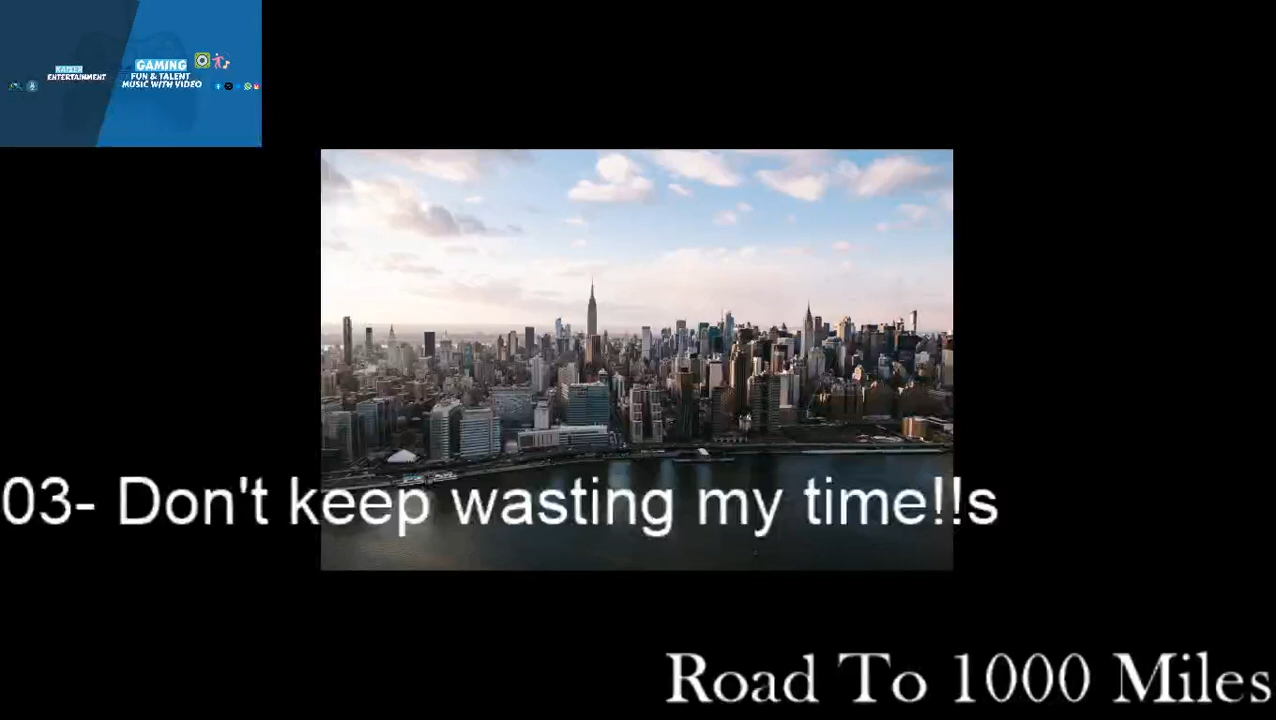 KAISER
ENTERTAINMENT
GAMING
FUN & TALENT
MUSIC WITH VIDEO
03- Don't keep wasting my time!!s
Road To 1000 Miles